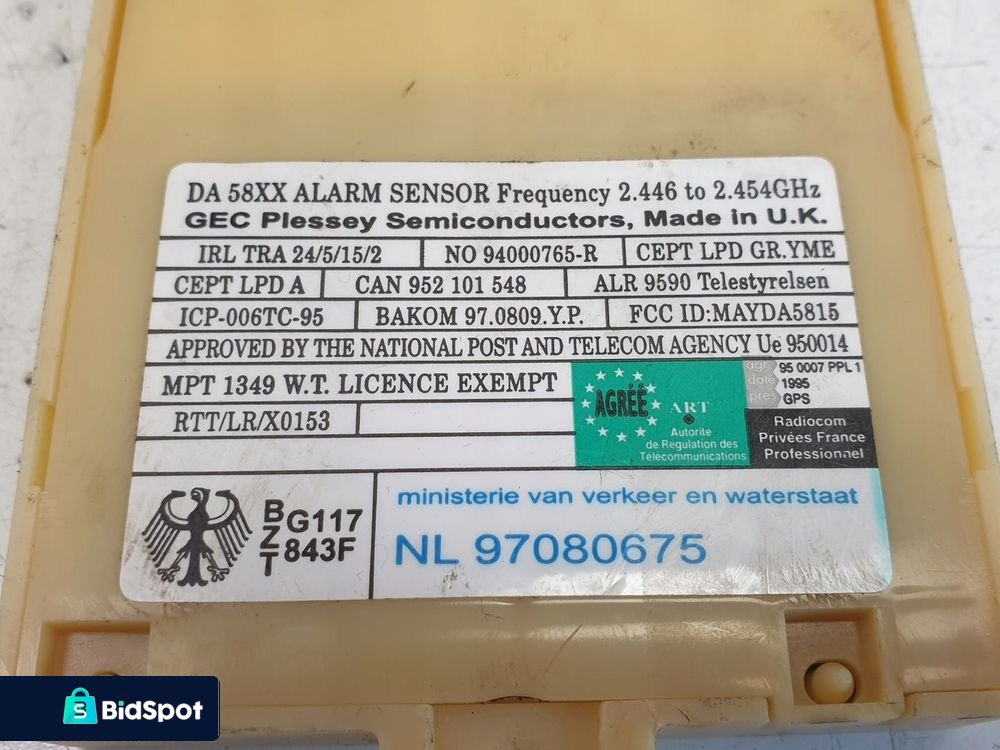 DA 58XX ALARM SENSOR Frequency 2.446 to 2.454GHz
GEC Plessey Semiconductors, Made in U.K.
IRL TRA 24/5/15/2 NO 94000765-R CEPT LPD GR.YME
CEPT LPD A CAN 952 101 548 ALR 9590 Telestyrelsen
ICP-006TC-95 BAKOM 97.0809.Y.P. FCC ID:MAYDA5815
APPROVED BY THE NATIONAL POST AND TELECOM AGENCY Ue 950014
MPT 1349 W.T. LICENCE EXEMPT
RTT/LR/X0153
AGRÉÉ
ART
Autorite
de Regulation des
Télécommunications
agr. 95 0007 PPL 1
date 1995
pres GPS
Radiocom
Privées France
Professionnel
BZT G117
843F
ministerie van verkeer en waterstaat
NL 97080675
BidSpot